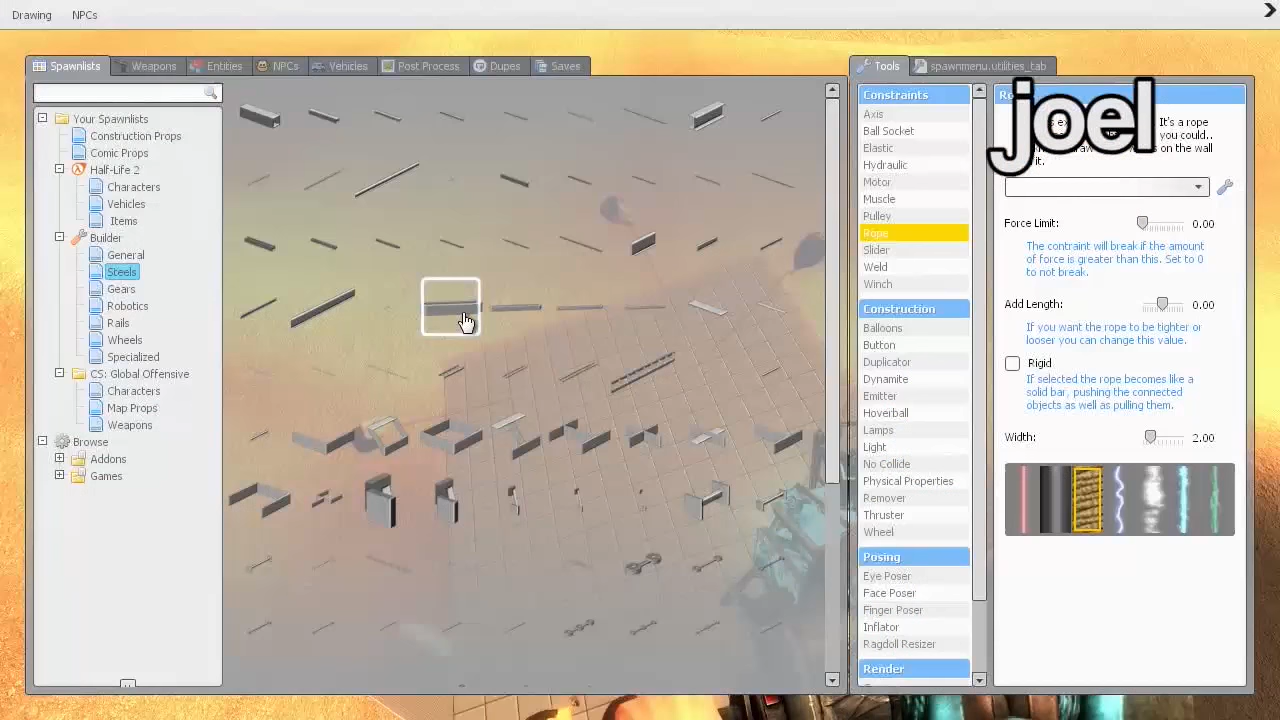 Drawing NPCs
Spawnlists Weapons Entities NPCs Vehicles Post Process Dupes Saves
Your Spawnlists
Construction Props
Comic Props
Half-Life 2
Characters
Vehicles
Items
Builder
General
Steels
Gears
Robotics
Rails
Wheels
Specialized
CS: Global Offensive
Characters
Map Props
Weapons
Browse
Addons
Games
Tools spawnmenu.utilities_tab
Constraints
Axis
Ball Socket
Elastic
Hydraulic
Motor
Muscle
Pulley
Rope
Slider
Weld
Winch
Construction
Balloons
Button
Duplicator
Dynamite
Emitter
Hoverball
Lamps
Light
No Collide
Physical Properties
Remover
Thruster
Wheel
Posing
Eye Poser
Face Poser
Finger Poser
Inflator
Ragdoll Resizer
Render
joel
It's a rope
you could..
on the wall
it.
Force Limit: 0.00
The contraint will break if the amount
of force is greater than this. Set to 0
to not break.
Add Length: 0.00
If you want the rope to be tighter or
looser you can change this value.
Rigid
If selected the rope becomes like a
solid bar, pushing the connected
objects as well as pulling them.
Width: 2.00